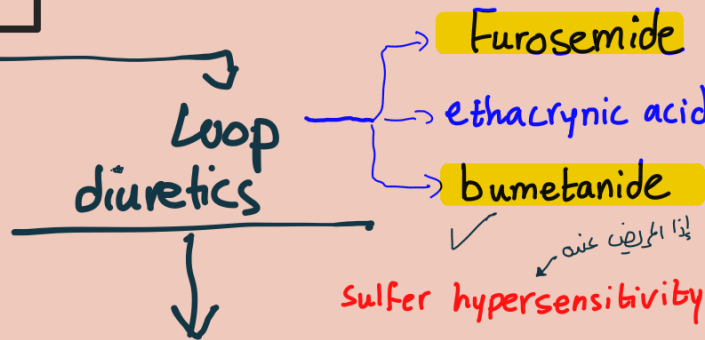 Furosemide
Loop
diuretics
ethacrynic acid
bumetanide
إذا المريض عنده
sulfer hypersensitivity